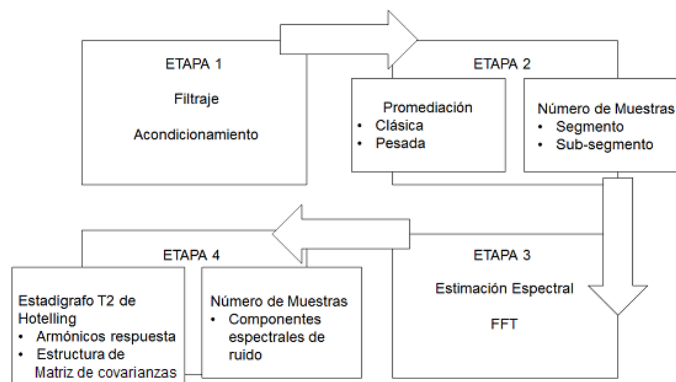 ETAPA 1
Filtraje
Acondicionamiento
ETAPA 2
Promediación
• Clásica
• Pesada
Número de Muestras
• Segmento
• Sub-segmento
ETAPA 3
Estimación Espectral
FFT
ETAPA 4
Estadígrafo T2 de
Hotelling
• Armónicos respuesta
• Estructura de
Matriz de covarianzas
Número de Muestras
• Componentes
espectrales de
ruido